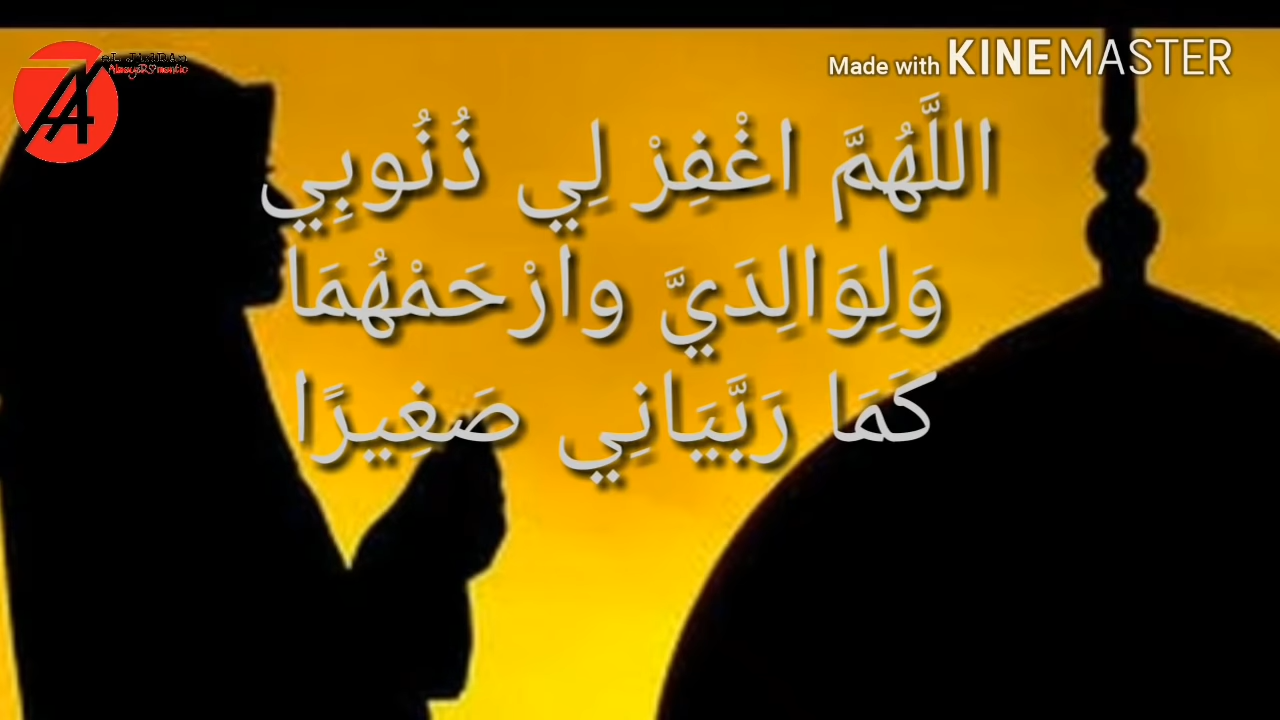 Made with KINEMASTER
اللَّهُمَّ اغْفِرْ لِي ذُنُوبِي
وَلِوَالِدَيَّ وارْحَمْهُمَا
كَمَا رَبَّيَانِي صَغِيرًا